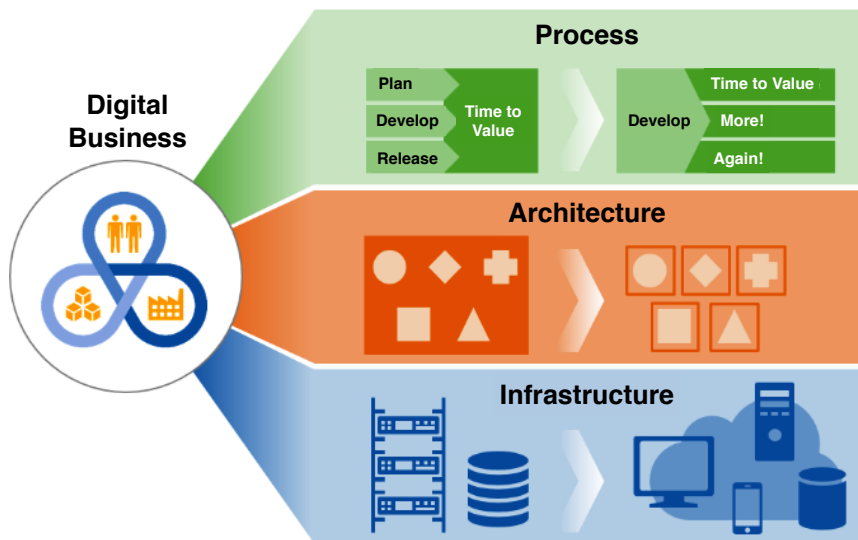 Digital
Business
Process
Plan
Develop
Release
Time to
Value
Develop
Time to Value
More!
Again!
Architecture
Infrastructure